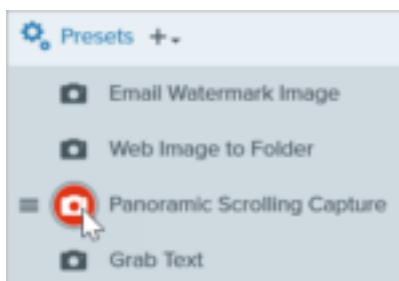 Presets
Email Watermark Image
Web Image to Folder
Panoramic Scrolling Capture
Grab Text